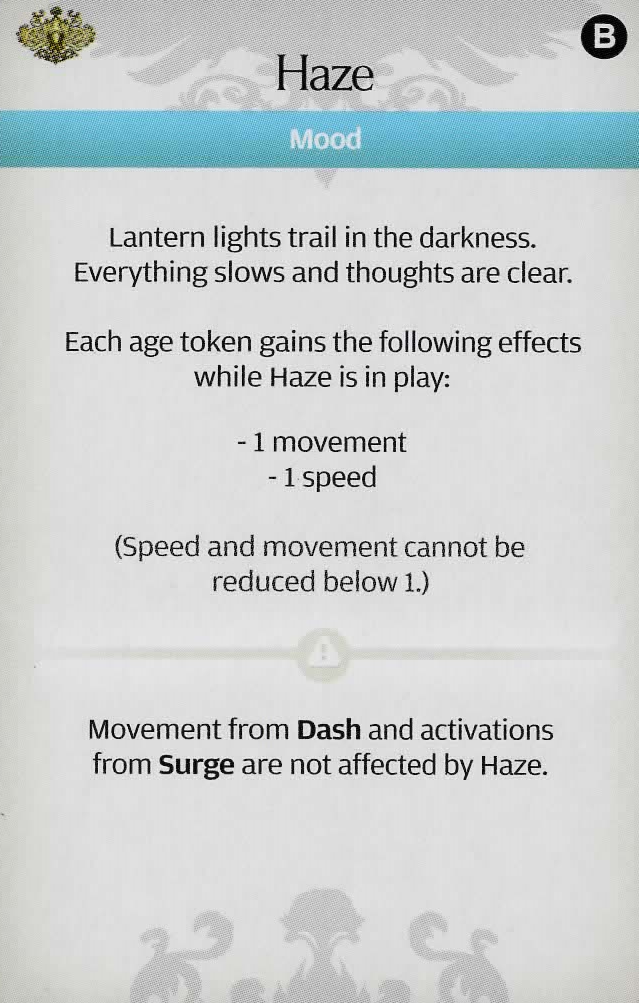 B
Haze
Mood
Lantern lights trail in the darkness.
Everything slows and thoughts are clear.
Each age token gains the following effects
while Haze is in play:
- 1 movement
- 1 speed
(Speed and movement cannot be
reduced below 1.)
!
Movement from Dash and activations
from Surge are not affected by Haze.